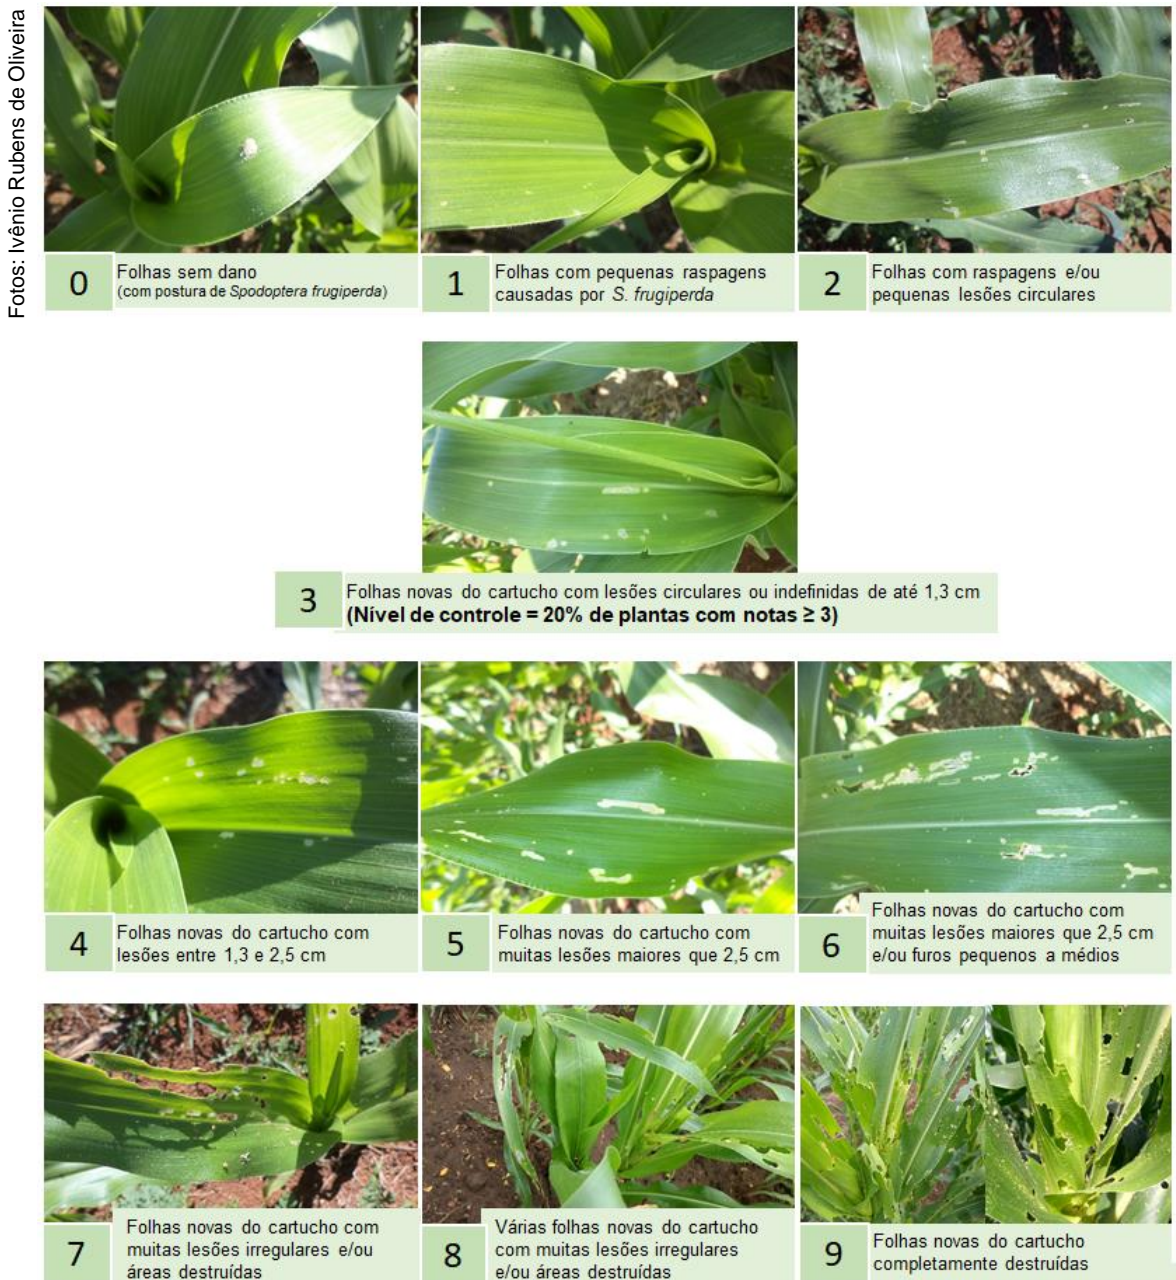 Fotos: Ivênio Rubens de Oliveira
0
Folhas sem dano
(com postura de Spodoptera frugiperda)
1
Folhas com pequenas raspagens
causadas por S. frugiperda
2
Folhas com raspagens e/ou
pequenas lesões circulares
3
Folhas novas do cartucho com lesões circulares ou indefinidas de até 1,3 cm
(Nível de controle = 20% de plantas com notas ≥ 3)
4
Folhas novas do cartucho com
lesões entre 1,3 e 2,5 cm
5
Folhas novas do cartucho com
muitas lesões maiores que 2,5 cm
6
Folhas novas do cartucho com
muitas lesões maiores que 2,5 cm
e/ou furos pequenos a médios
7
Folhas novas do cartucho com
muitas lesões irregulares e/ou
áreas destruídas
8
Várias folhas novas do cartucho
com muitas lesões irregulares
e/ou áreas destruídas
9
Folhas novas do cartucho
completamente destruídas